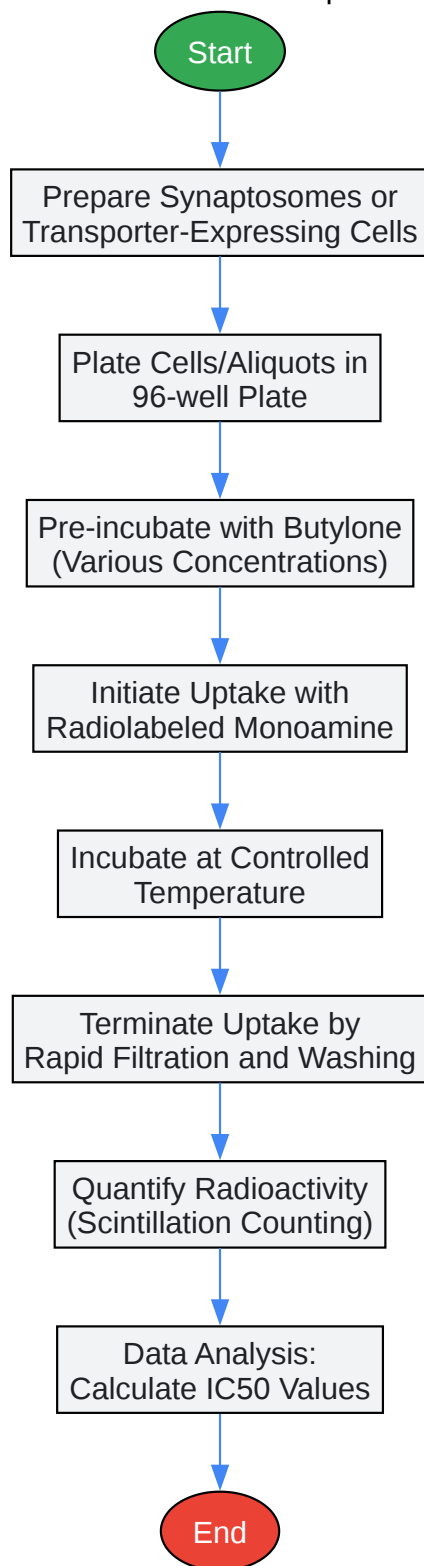 Start
Prepare Synaptosomes or
Transporter-Expressing Cells
Plate Cells/Aliquots in
96-well Plate
Pre-incubate with Butylone
(Various Concentrations)
Initiate Uptake with
Radiolabeled Monoamine
Incubate at Controlled
Temperature
Terminate Uptake by
Rapid Filtration and Washing
Quantify Radioactivity
(Scintillation Counting)
Data Analysis:
Calculate IC50 Values
End